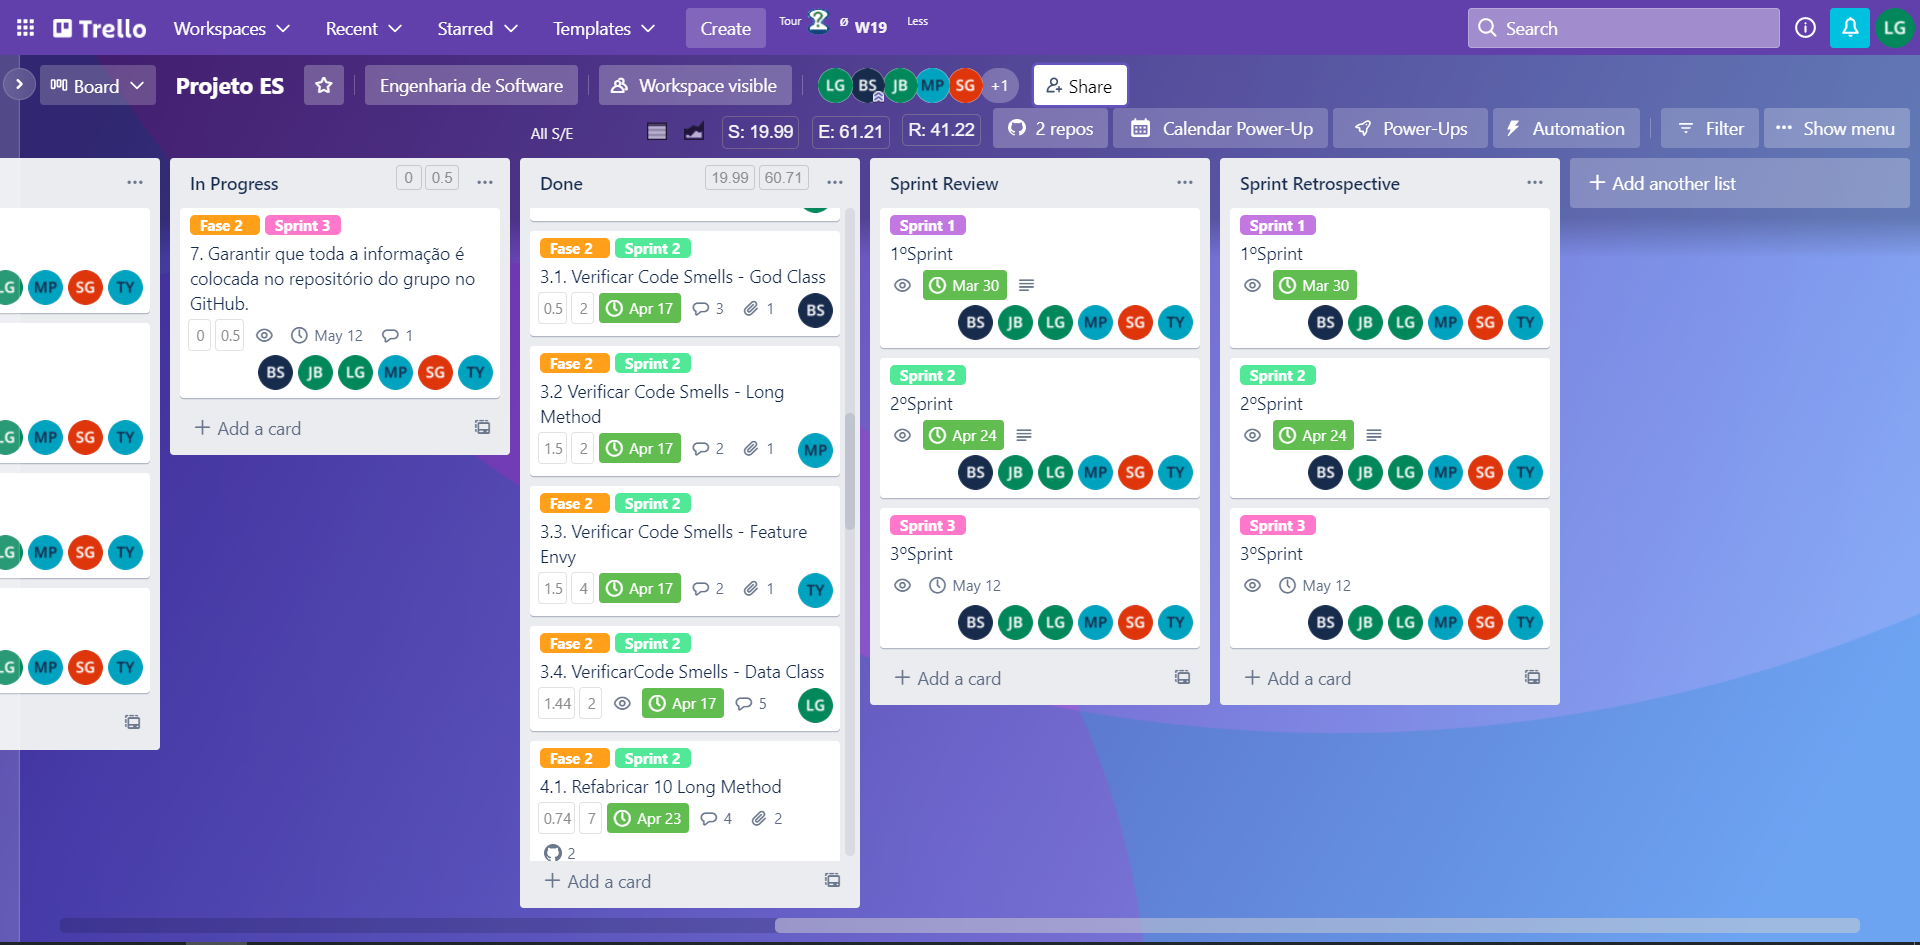 Trello
Workspaces
Recent
Starred
Templates
Create
Tour
Ø W19
Less
Search
LG
Board
Projeto ES
Engenharia de Software
Workspace visible
LG BS JB MP SG +1
Share
All S/E
S: 19.99
E: 61.21
R: 41.22
2 repos
Calendar Power-Up
Power-Ups
Automation
Filter
Show menu
LG MP SG TY
LG MP SG TY
LG MP SG TY
LG MP SG TY
In Progress
0 0.5
Fase 2 Sprint 3
7. Garantir que toda a informação é
colocada no repositório do grupo no
GitHub.
0 0.5 May 12 1
BS JB LG MP SG TY
+ Add a card
Done
19.99 60.71
Fase 2 Sprint 2
3.1. Verificar Code Smells - God Class
0.5 2 Apr 17 3 1 BS
Fase 2 Sprint 2
3.2 Verificar Code Smells - Long
Method
1.5 2 Apr 17 2 1 MP
Fase 2 Sprint 2
3.3. Verificar Code Smells - Feature
Envy
1.5 4 Apr 17 2 1 TY
Fase 2 Sprint 2
3.4. VerificarCode Smells - Data Class
1.44 2 Apr 17 5 LG
Fase 2 Sprint 2
4.1. Refabricar 10 Long Method
0.74 7 Apr 23 4 2
2
+ Add a card
Sprint Review
Sprint 1
1ºSprint
Mar 30
BS JB LG MP SG TY
Sprint 2
2ºSprint
Apr 24
BS JB LG MP SG TY
Sprint 3
3ºSprint
May 12
BS JB LG MP SG TY
+ Add a card
Sprint Retrospective
Sprint 1
1ºSprint
Mar 30
BS JB LG MP SG TY
Sprint 2
2ºSprint
Apr 24
BS JB LG MP SG TY
Sprint 3
3ºSprint
May 12
BS JB LG MP SG TY
+ Add a card
+ Add another list